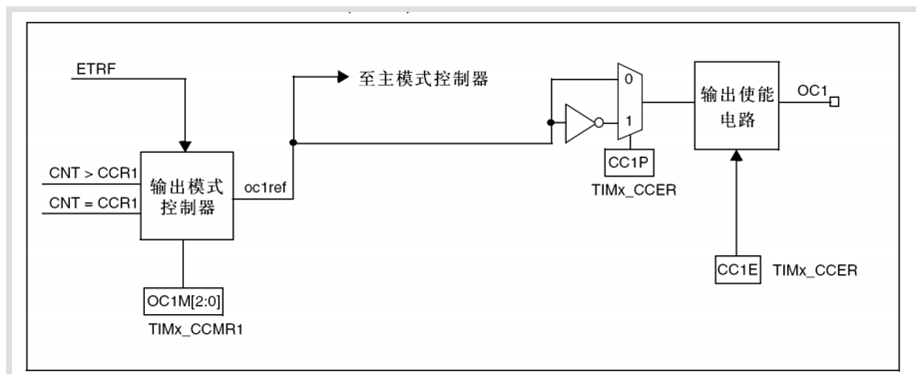 ETRF
至主模式控制器
0
1
输出使能
电路
OC1
CNT > CCR1
CNT = CCR1
输出模式
控制器
oc1ref
CC1P
TIMx_CCER
CC1E
TIMx_CCER
OC1M[2:0]
TIMx_CCMR1